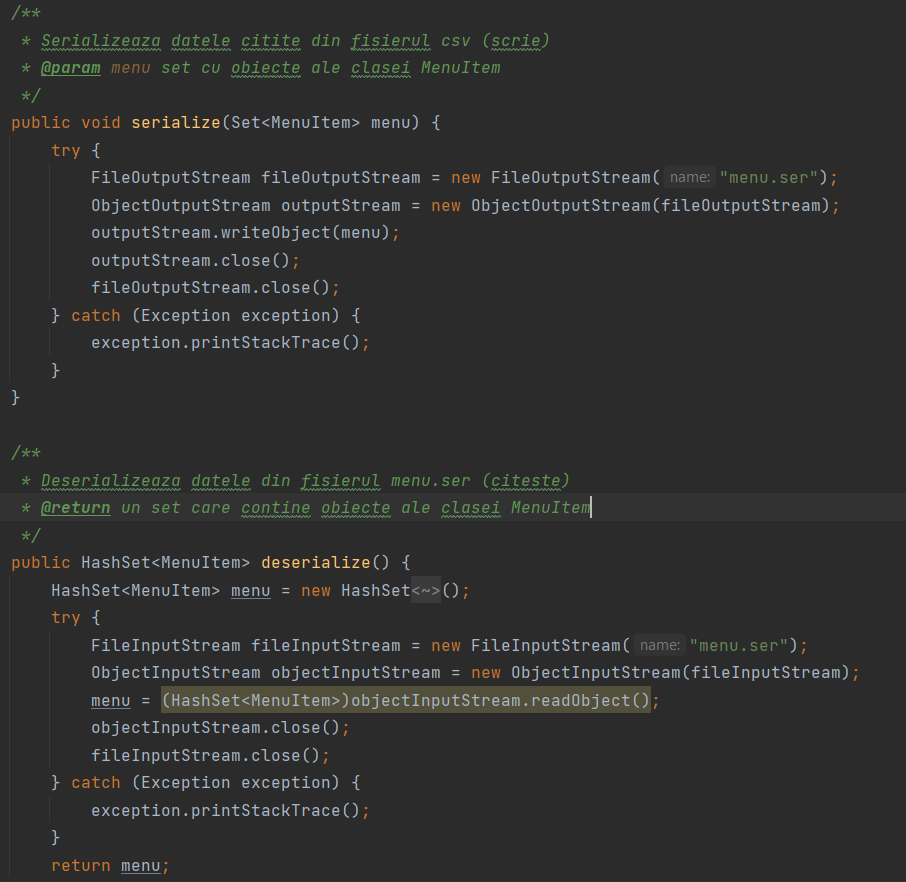 /**
 * Serializeaza datele citite din fisierul csv (scrie)
 * @param menu set cu obiecte ale clasei MenuItem
 */
public void serialize(Set<MenuItem> menu) {
    try {
        FileOutputStream fileOutputStream = new FileOutputStream( name: "menu.ser");
        ObjectOutputStream outputStream = new ObjectOutputStream(fileOutputStream);
        outputStream.writeObject(menu);
        outputStream.close();
        fileOutputStream.close();
    } catch (Exception exception) {
        exception.printStackTrace();
    }
}

/**
 * Deserializeaza datele din fisierul menu.ser (citeste)
 * @return un set care contine obiecte ale clasei MenuItem
 */
public HashSet<MenuItem> deserialize() {
    HashSet<MenuItem> menu = new HashSet<~>();
    try {
        FileInputStream fileInputStream = new FileInputStream( name: "menu.ser");
        ObjectInputStream objectInputStream = new ObjectInputStream(fileInputStream);
        menu = (HashSet<MenuItem>)objectInputStream.readObject();
        objectInputStream.close();
        fileInputStream.close();
    } catch (Exception exception) {
        exception.printStackTrace();
    }
    return menu;